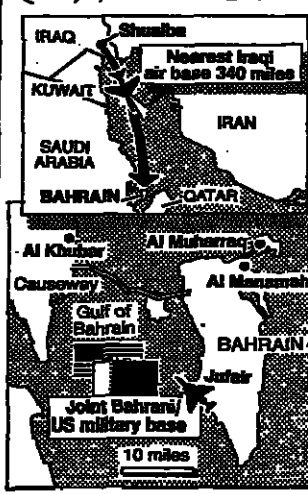 IRAQ
Shuaiba
Nearest Iraqi
air base 340 miles
KUWAIT
IRAN
SAUDI
ARABIA
BAHRAIN
QATAR
Al Khubar
Al Muharraq
Causeway
Al Manamah
Gulf of
Bahrain
BAHRAIN
Jufair
Joint Bahraini/
US military base
10 miles